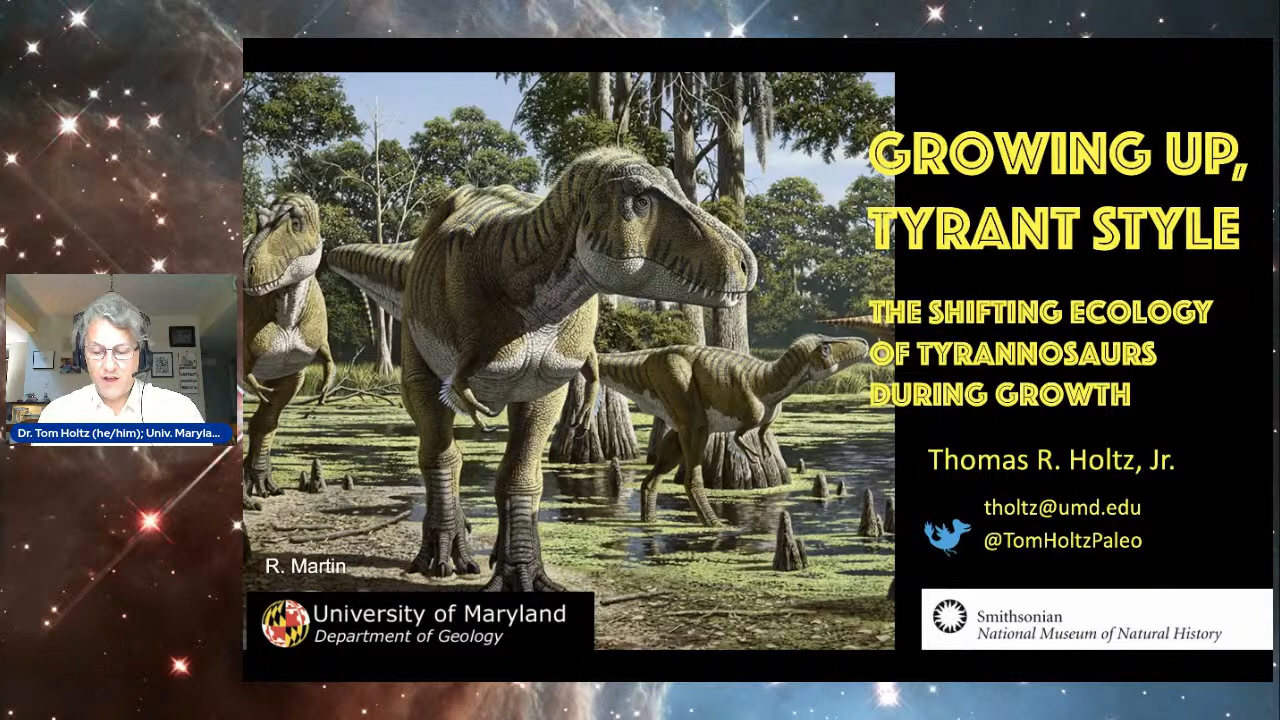 GROWING UP,
TYRANT STYLE
THE SHIFTING ECOLOGY
OF TYRANNOSAURS
DURING GROWTH
Thomas R. Holtz, Jr.
tholtz@umd.edu
@TomHoltzPaleo
Dr. Tom Holtz (he/him); Univ. Maryla...
R. Martin
University of Maryland
Department of Geology
Smithsonian
National Museum of Natural History